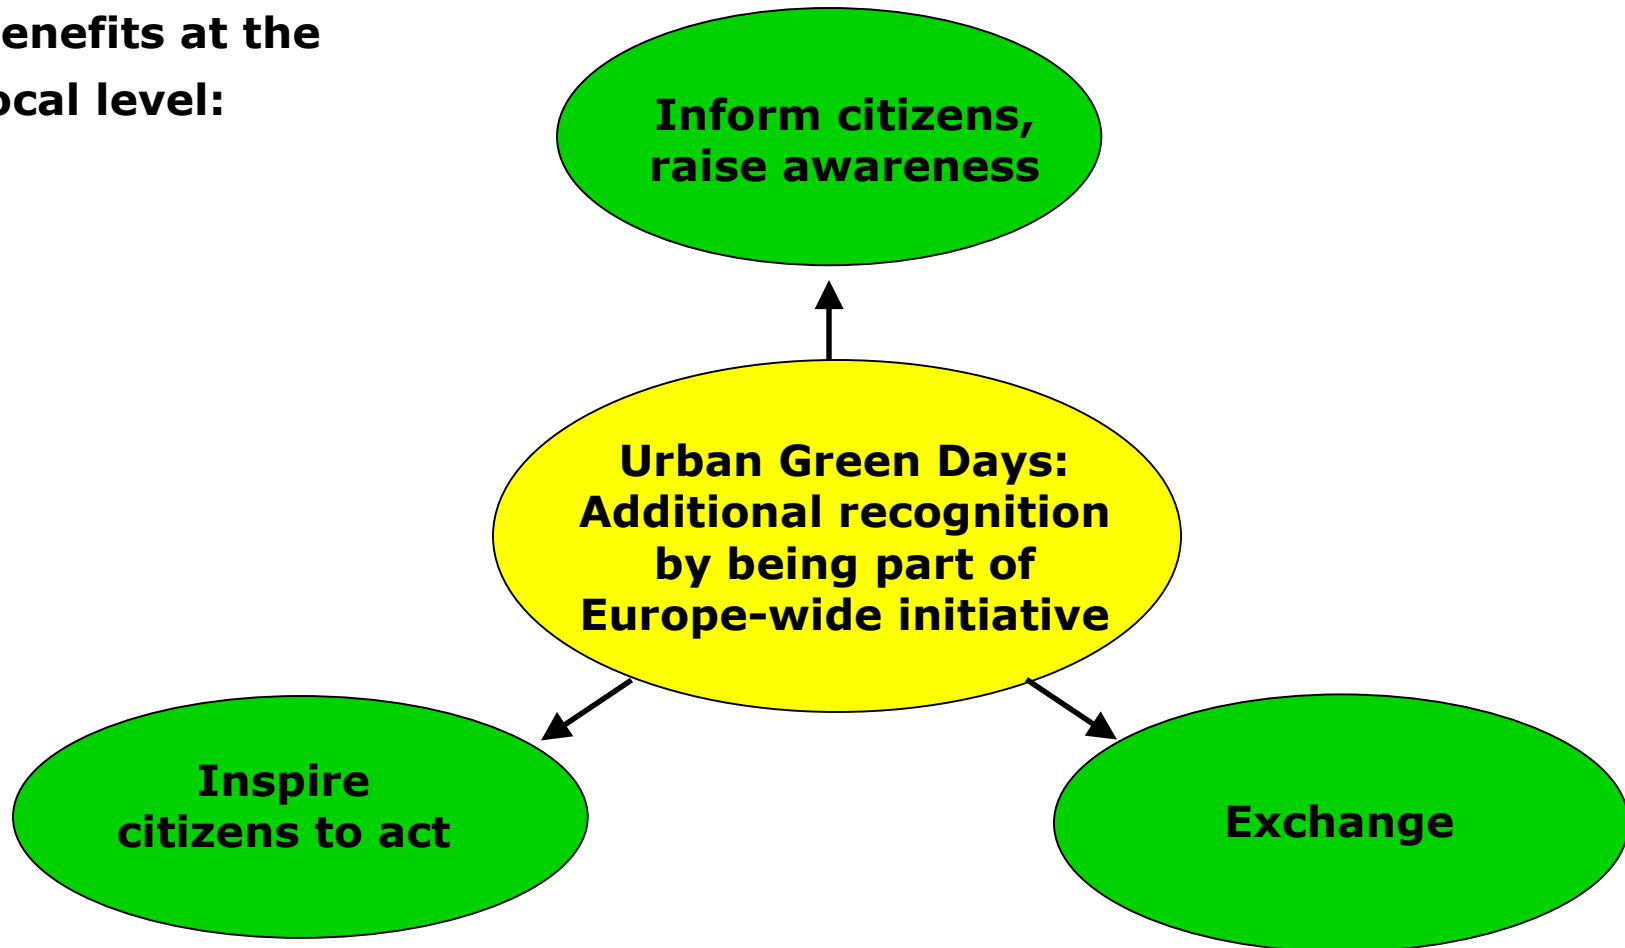 enefits at the
ocal level:
Inform citizens,
raise awareness
Urban Green Days:
Additional recognition
by being part of
Europe-wide initiative
Inspire
citizens to act
Exchange